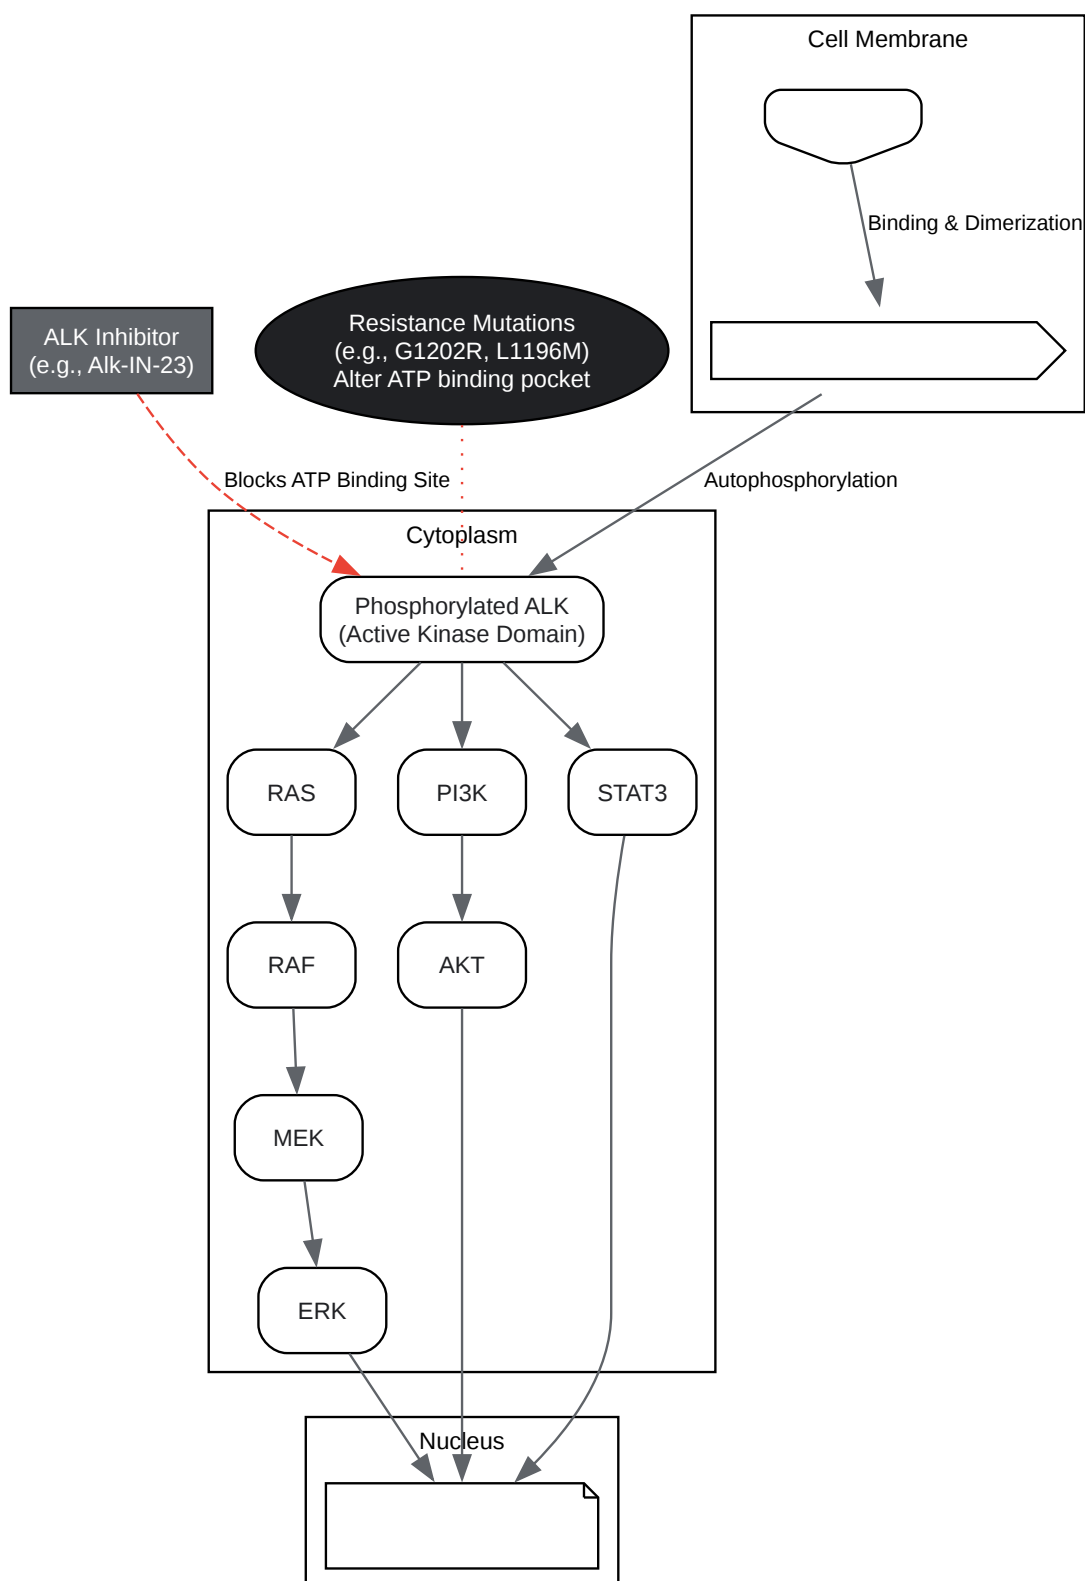 Cell Membrane
Binding & Dimerization
ALK Inhibitor
(e.g., Alk-IN-23)
Resistance Mutations
(e.g., G1202R, L1196M)
Alter ATP binding pocket
Blocks ATP Binding Site
Autophosphorylation
Cytoplasm
Phosphorylated ALK
(Active Kinase Domain)
RAS
PI3K
STAT3
RAF
AKT
MEK
ERK
Nucleus